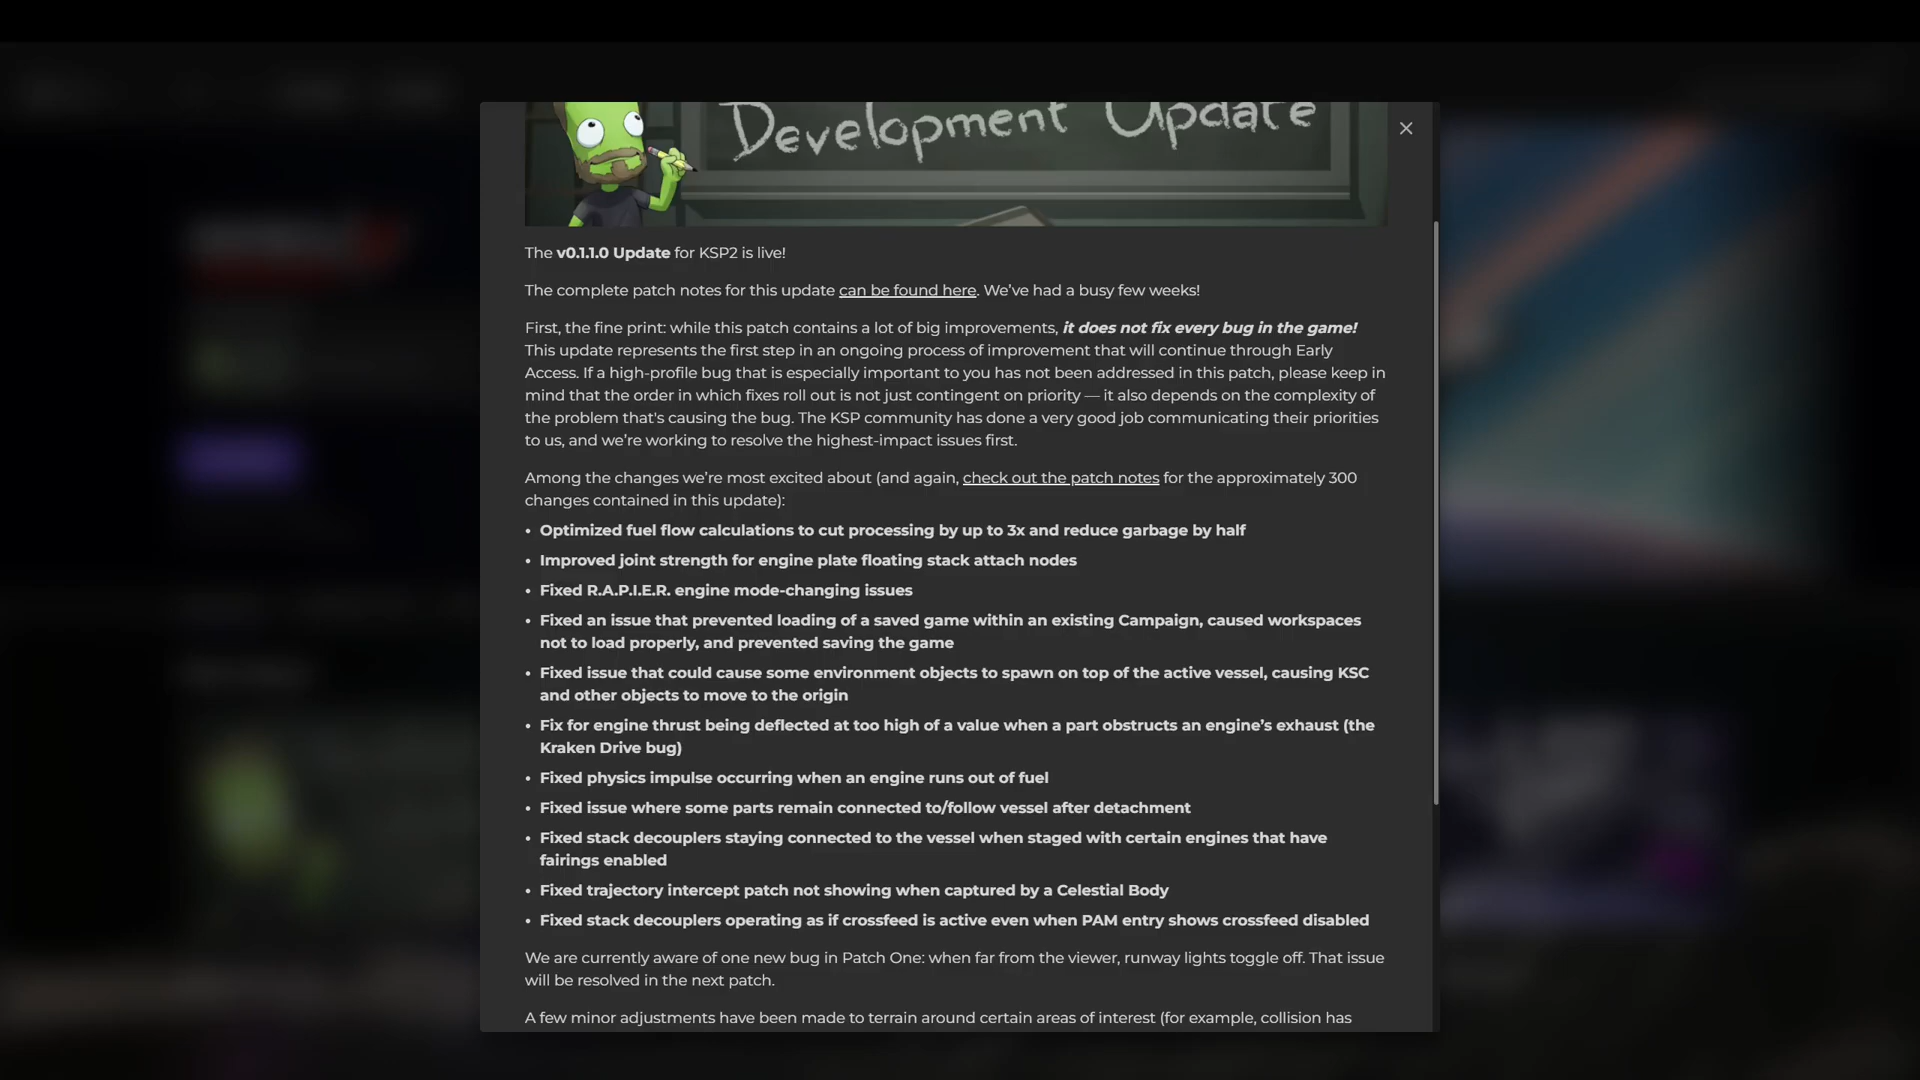 Development Update
The v0.1.1.0 Update for KSP2 is live!
The complete patch notes for this update can be found here. We’ve had a busy few weeks!
First, the fine print: while this patch contains a lot of big improvements, it does not fix every bug in the game!
This update represents the first step in an ongoing process of improvement that will continue through Early
Access. If a high-profile bug that is especially important to you has not been addressed in this patch, please keep in
mind that the order in which fixes roll out is not just contingent on priority — it also depends on the complexity of
the problem that's causing the bug. The KSP community has done a very good job communicating their priorities
to us, and we’re working to resolve the highest-impact issues first.
Among the changes we’re most excited about (and again, check out the patch notes for the approximately 300
changes contained in this update):
• Optimized fuel flow calculations to cut processing by up to 3x and reduce garbage by half
• Improved joint strength for engine plate floating stack attach nodes
• Fixed R.A.P.I.E.R. engine mode-changing issues
• Fixed an issue that prevented loading of a saved game within an existing Campaign, caused workspaces
not to load properly, and prevented saving the game
• Fixed issue that could cause some environment objects to spawn on top of the active vessel, causing KSC
and other objects to move to the origin
• Fix for engine thrust being deflected at too high of a value when a part obstructs an engine’s exhaust (the
Kraken Drive bug)
• Fixed physics impulse occurring when an engine runs out of fuel
• Fixed issue where some parts remain connected to/follow vessel after detachment
• Fixed stack decouplers staying connected to the vessel when staged with certain engines that have
fairings enabled
• Fixed trajectory intercept patch not showing when captured by a Celestial Body
• Fixed stack decouplers operating as if crossfeed is active even when PAM entry shows crossfeed disabled
We are currently aware of one new bug in Patch One: when far from the viewer, runway lights toggle off. That issue
will be resolved in the next patch.
A few minor adjustments have been made to terrain around certain areas of interest (for example, collision has